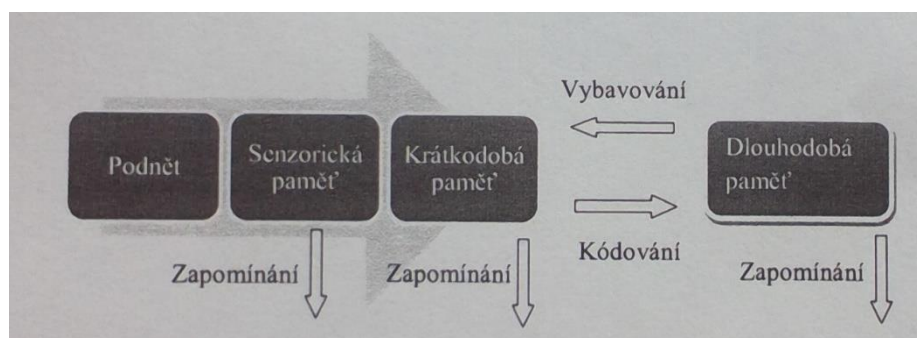 Vybavování
Podnět
Senzorická
paměť
Krátkodobá
paměť
Dlouhodobá
paměť
Kódování
Zapomínání
Zapomínání
Zapomínání